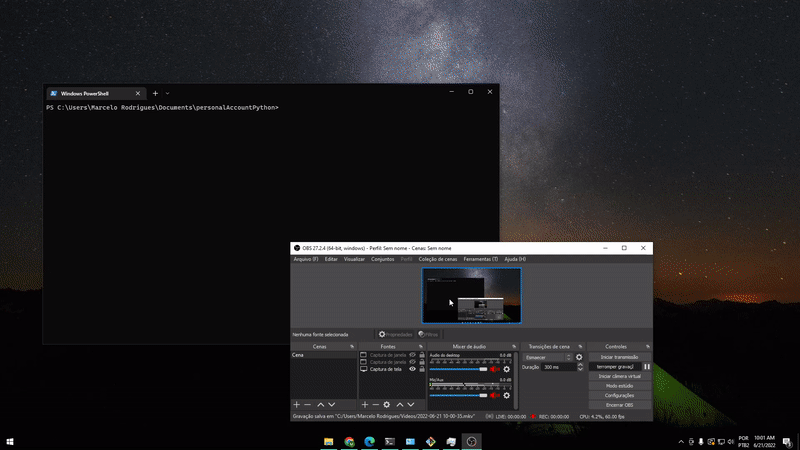 Windows PowerShell
PS C:\Users\Marcelo Rodrigues\Documents\personalAccountPython>
OBS 27.2.4 (64-bit, windows) - Perfil: Sem nome - Cenas: Sem nome
Arquivo (F) Editar Visualizar Conjuntos Perfil Coleção de cenas Ferramentas (T) Ajuda (H)
Nenhuma fonte selecionada Propriedades Filtros
Cenas Fontes Mixer de áudio Transições de cena Controles
Cena
Captura de janela
Captura de janela
Captura de tela
Áudio do desktop 0.0 dB
Mic/Aux 0.0 dB
Esmaecer
Duração 300 ms
Iniciar transmissão
terromper gravaçã
Iniciar câmera virtual
Modo estúdio
Configurações
Encerrar OBS
Gravação salva em "C:/Users/Marcelo Rodrigues/Videos/2022-06-21 10-00-35.mkv" LIVE: 00:00:00 REC: 00:00:00 CPU: 4.2%, 60.00 fps
POR 10:01 AM
PTB2 6/21/2022